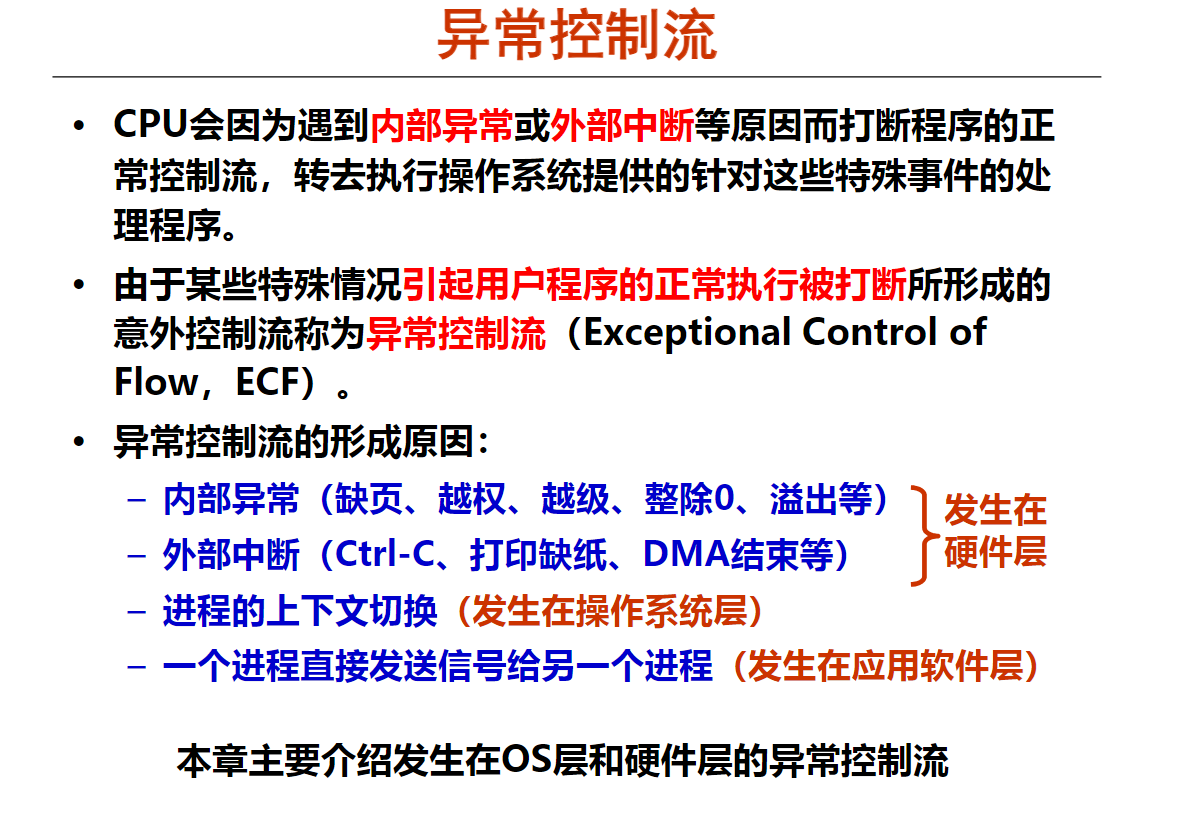 异常控制流
• CPU会因为遇到内部异常或外部中断等原因而打断程序的正
常控制流，转去执行操作系统提供的针对这些特殊事件的处
理程序。
• 由于某些特殊情况引起用户程序的正常执行被打断所形成的
意外控制流称为异常控制流（Exceptional Control of
Flow，ECF）。
• 异常控制流的形成原因：
– 内部异常（缺页、越权、越级、整除0、溢出等）
– 外部中断（Ctrl-C、打印缺纸、DMA结束等）
发生在
硬件层
– 进程的上下文切换（发生在操作系统层）
– 一个进程直接发送信号给另一个进程（发生在应用软件层）
本章主要介绍发生在OS层和硬件层的异常控制流